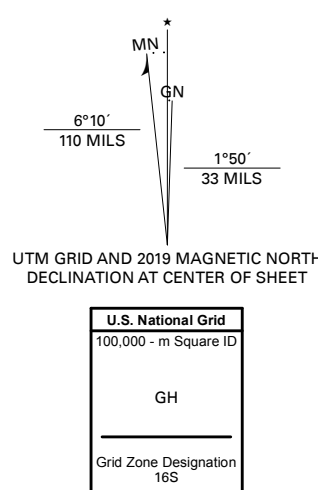 ★
MN
GN
6°10´
110 MILS
1°50´
33 MILS
UTM GRID AND 2019 MAGNETIC NORTH
DECLINATION AT CENTER OF SHEET
U.S. National Grid
100,000 - m Square ID
GH
Grid Zone Designation
16S